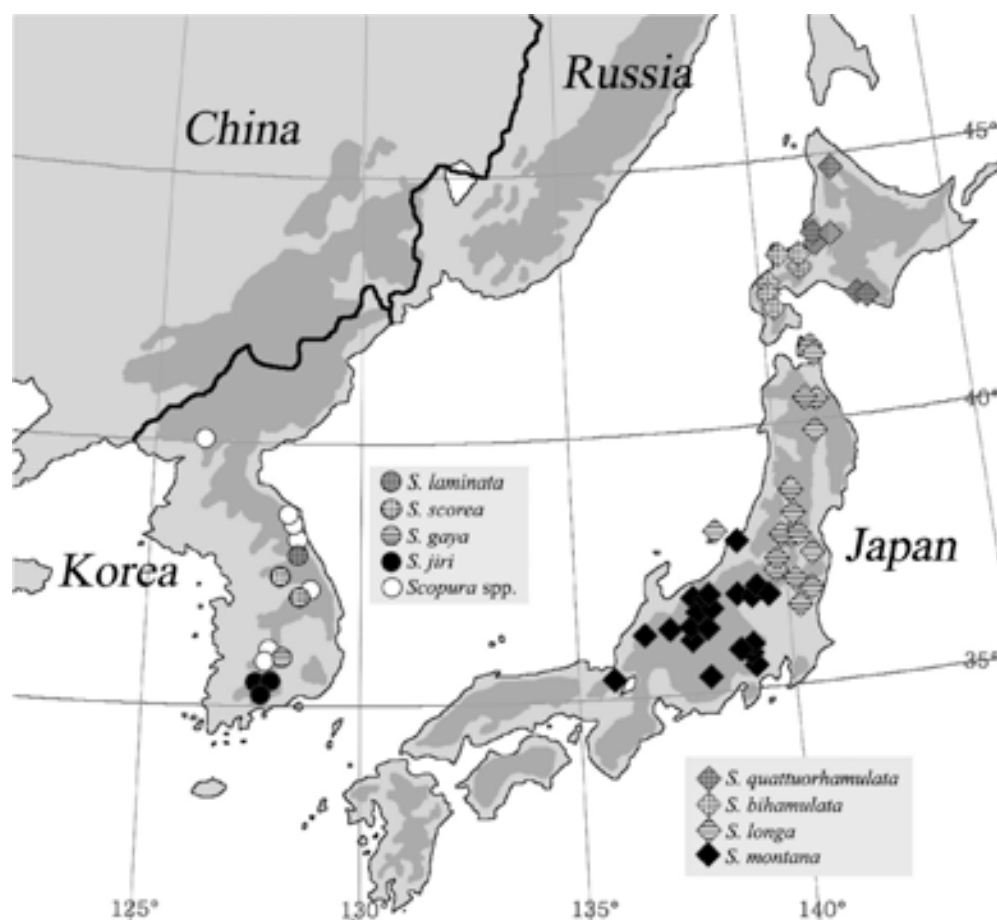 Russia
China
45°
40°
S. laminata
S. scorea
S. gaya
S. jiri
Scopura spp.
Korea
Japan
35°
S. quattuorhamulata
S. bihamulata
S. longa
S. montana
125°
130°
135°
140°